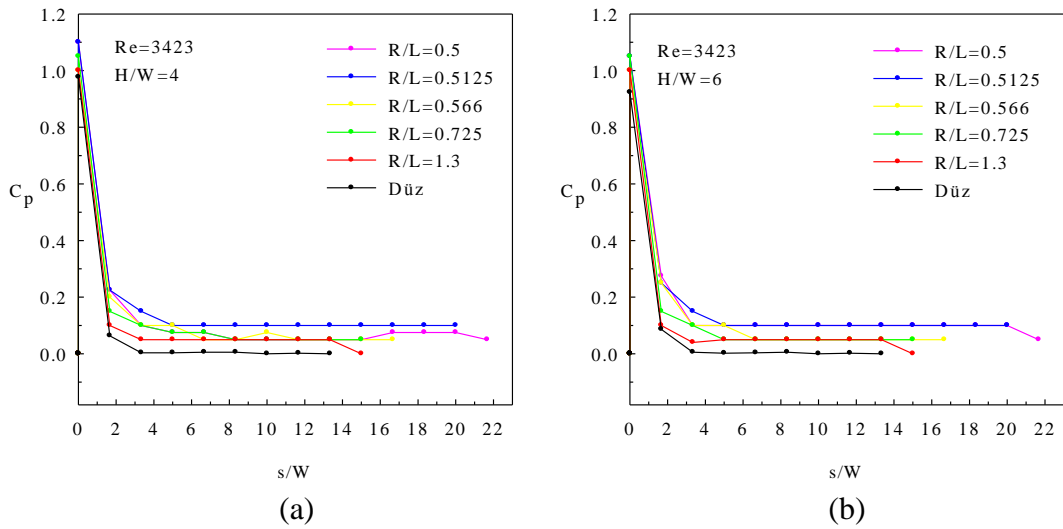 1.2
1.0
0.8
0.6
0.4
0.2
0.0
Cp
Re=3423
H/W=4
R/L=0.5
R/L=0.5125
R/L=0.566
R/L=0.725
R/L=1.3
Düz
0 2 4 6 8 10 12 14 16 18 20 22
s/W
(a)
1.2
1.0
0.8
0.6
0.4
0.2
0.0
Cp
Re=3423
H/W=6
R/L=0.5
R/L=0.5125
R/L=0.566
R/L=0.725
R/L=1.3
Düz
0 2 4 6 8 10 12 14 16 18 20 22
s/W
(b)